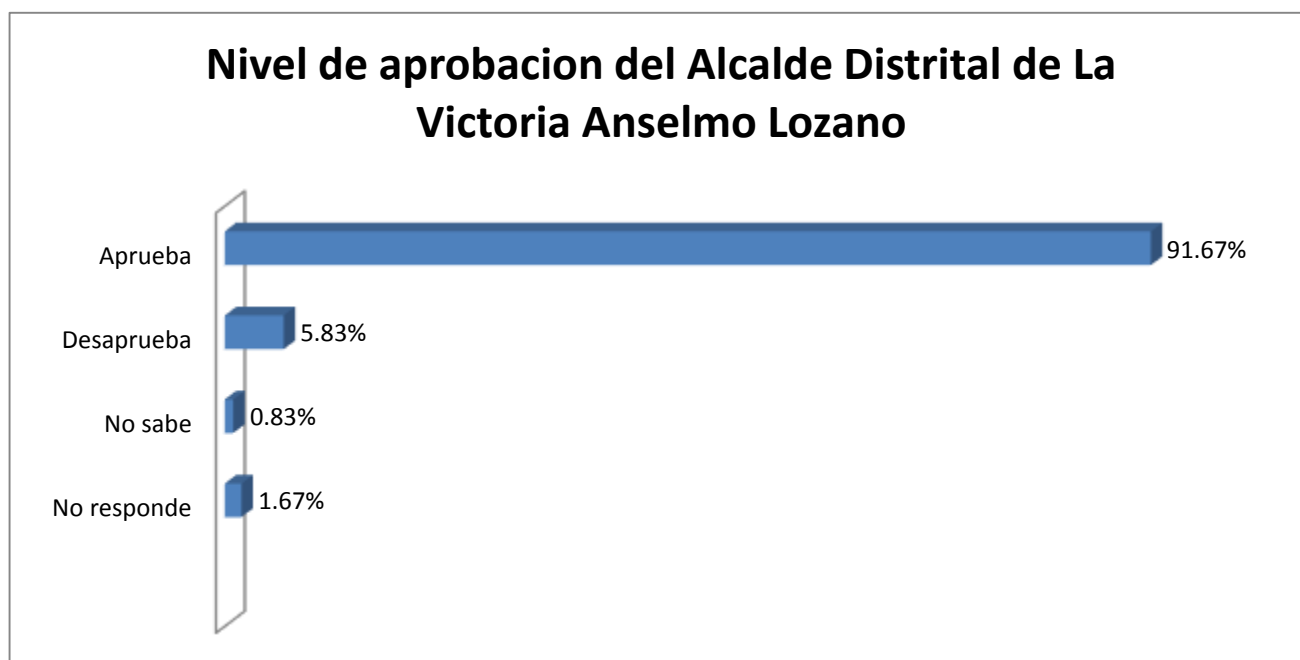 Nivel de aprobacion del Alcalde Distrital de La
Victoria Anselmo Lozano
Aprueba
91.67%
Desaprueba
5.83%
No sabe
0.83%
No responde
1.67%